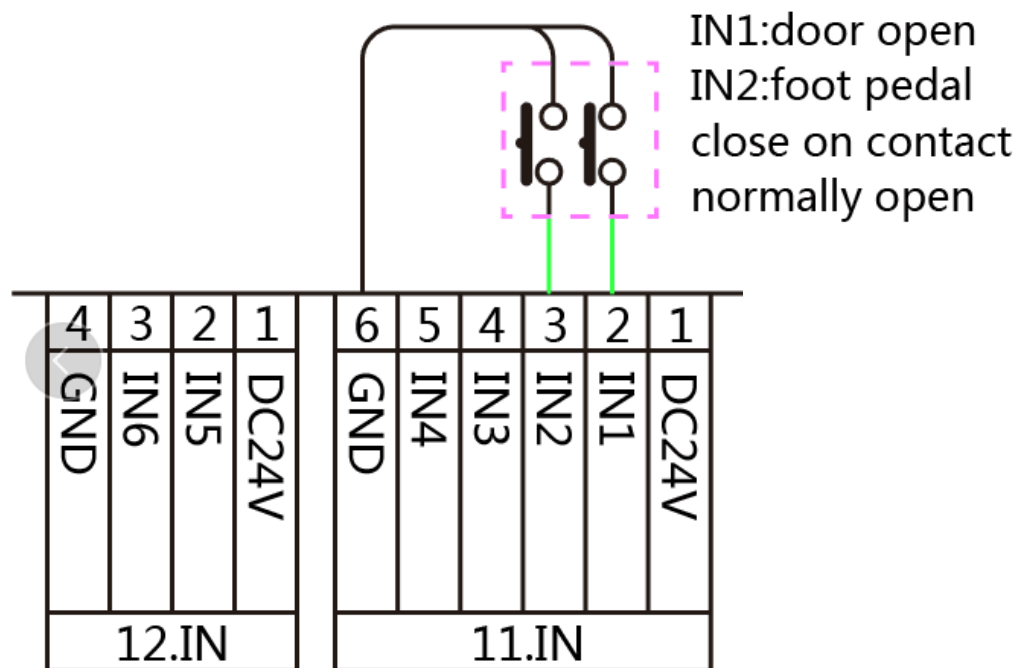 IN1:door open
IN2:foot pedal
close on contact
normally open
4 3 2 1 6 5 4 3 2 1
GND IN6 IN5 DC24V GND IN4 IN3 IN2 IN1 DC24V
12.IN 11.IN